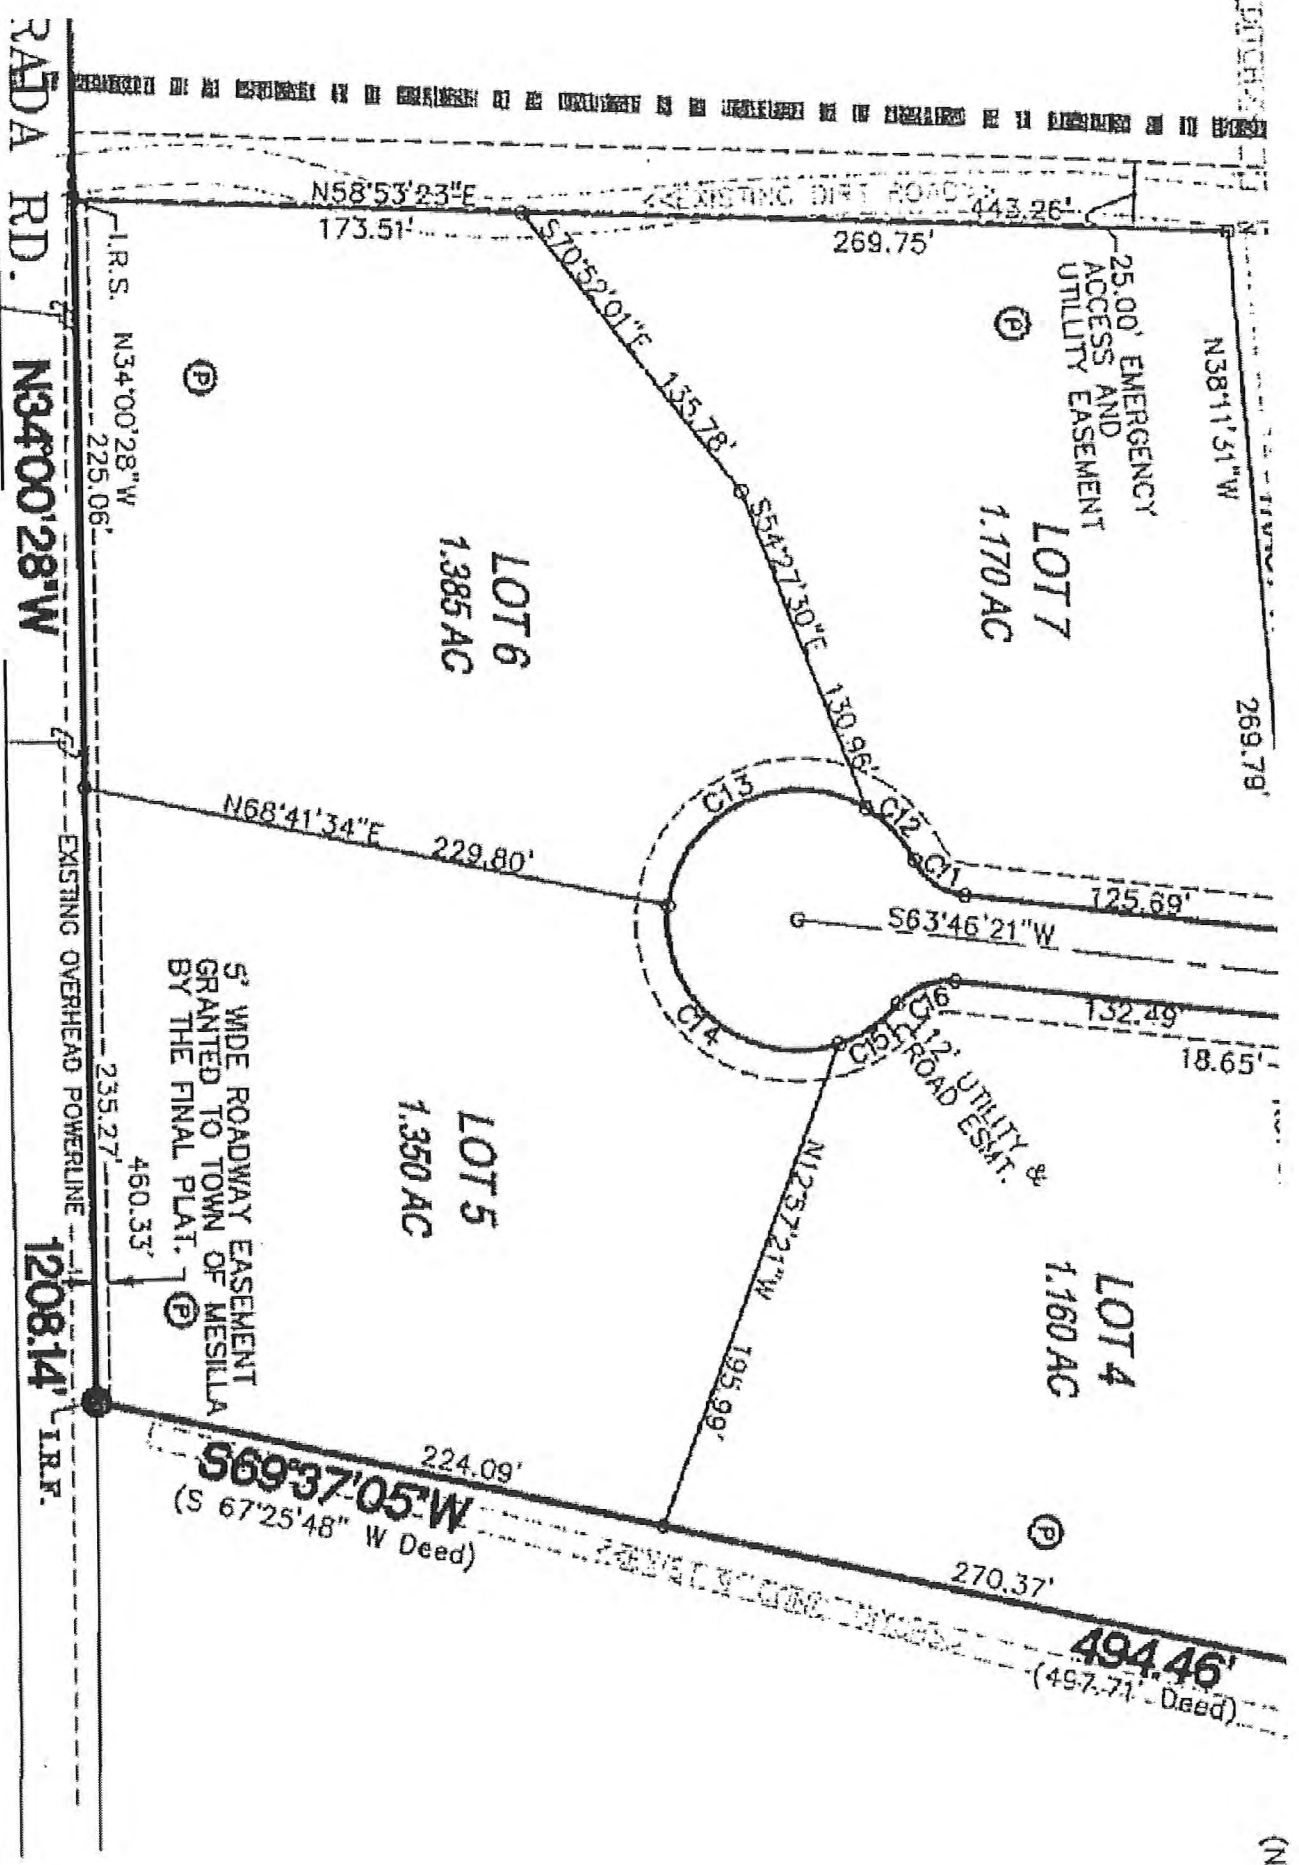 RADA RD.
N34°00'28"W
1208.14'
I.R.F.
I.R.S.
N34°00'28"W
225.06'
235.27'
460.33'
EXISTING OVERHEAD POWERLINE
5' WIDE ROADWAY EASEMENT
GRANTED TO TOWN OF MESILLA
BY THE FINAL PLAT.
P
N58°53'23"E
173.51'
EXISTING DIRT ROAD
443.26'
269.75'
25.00' EMERGENCY
ACCESS AND
UTILLITY EASEMENT
P
N38°11'31"W
269.78'
LOT 7
1.170 AC
S70°52'01"E
135.78'
S54°27'30"E
130.96'
P
LOT 6
1.385 AC
N68°41'34"E
229.80'
C13
C12
C11
125.69'
S63°46'21"W
132.49'
18.65'
C14
C15
C16
12' UTILITY &
ROAD ESMT.
LOT 5
1.350 AC
N12°57'21"W
195.99'
LOT 4
1.160 AC
P
224.09'
S69°37'05"W
(S 67°25'48" W Deed)
270.37'
494.46'
(497.71' Deed)
(N